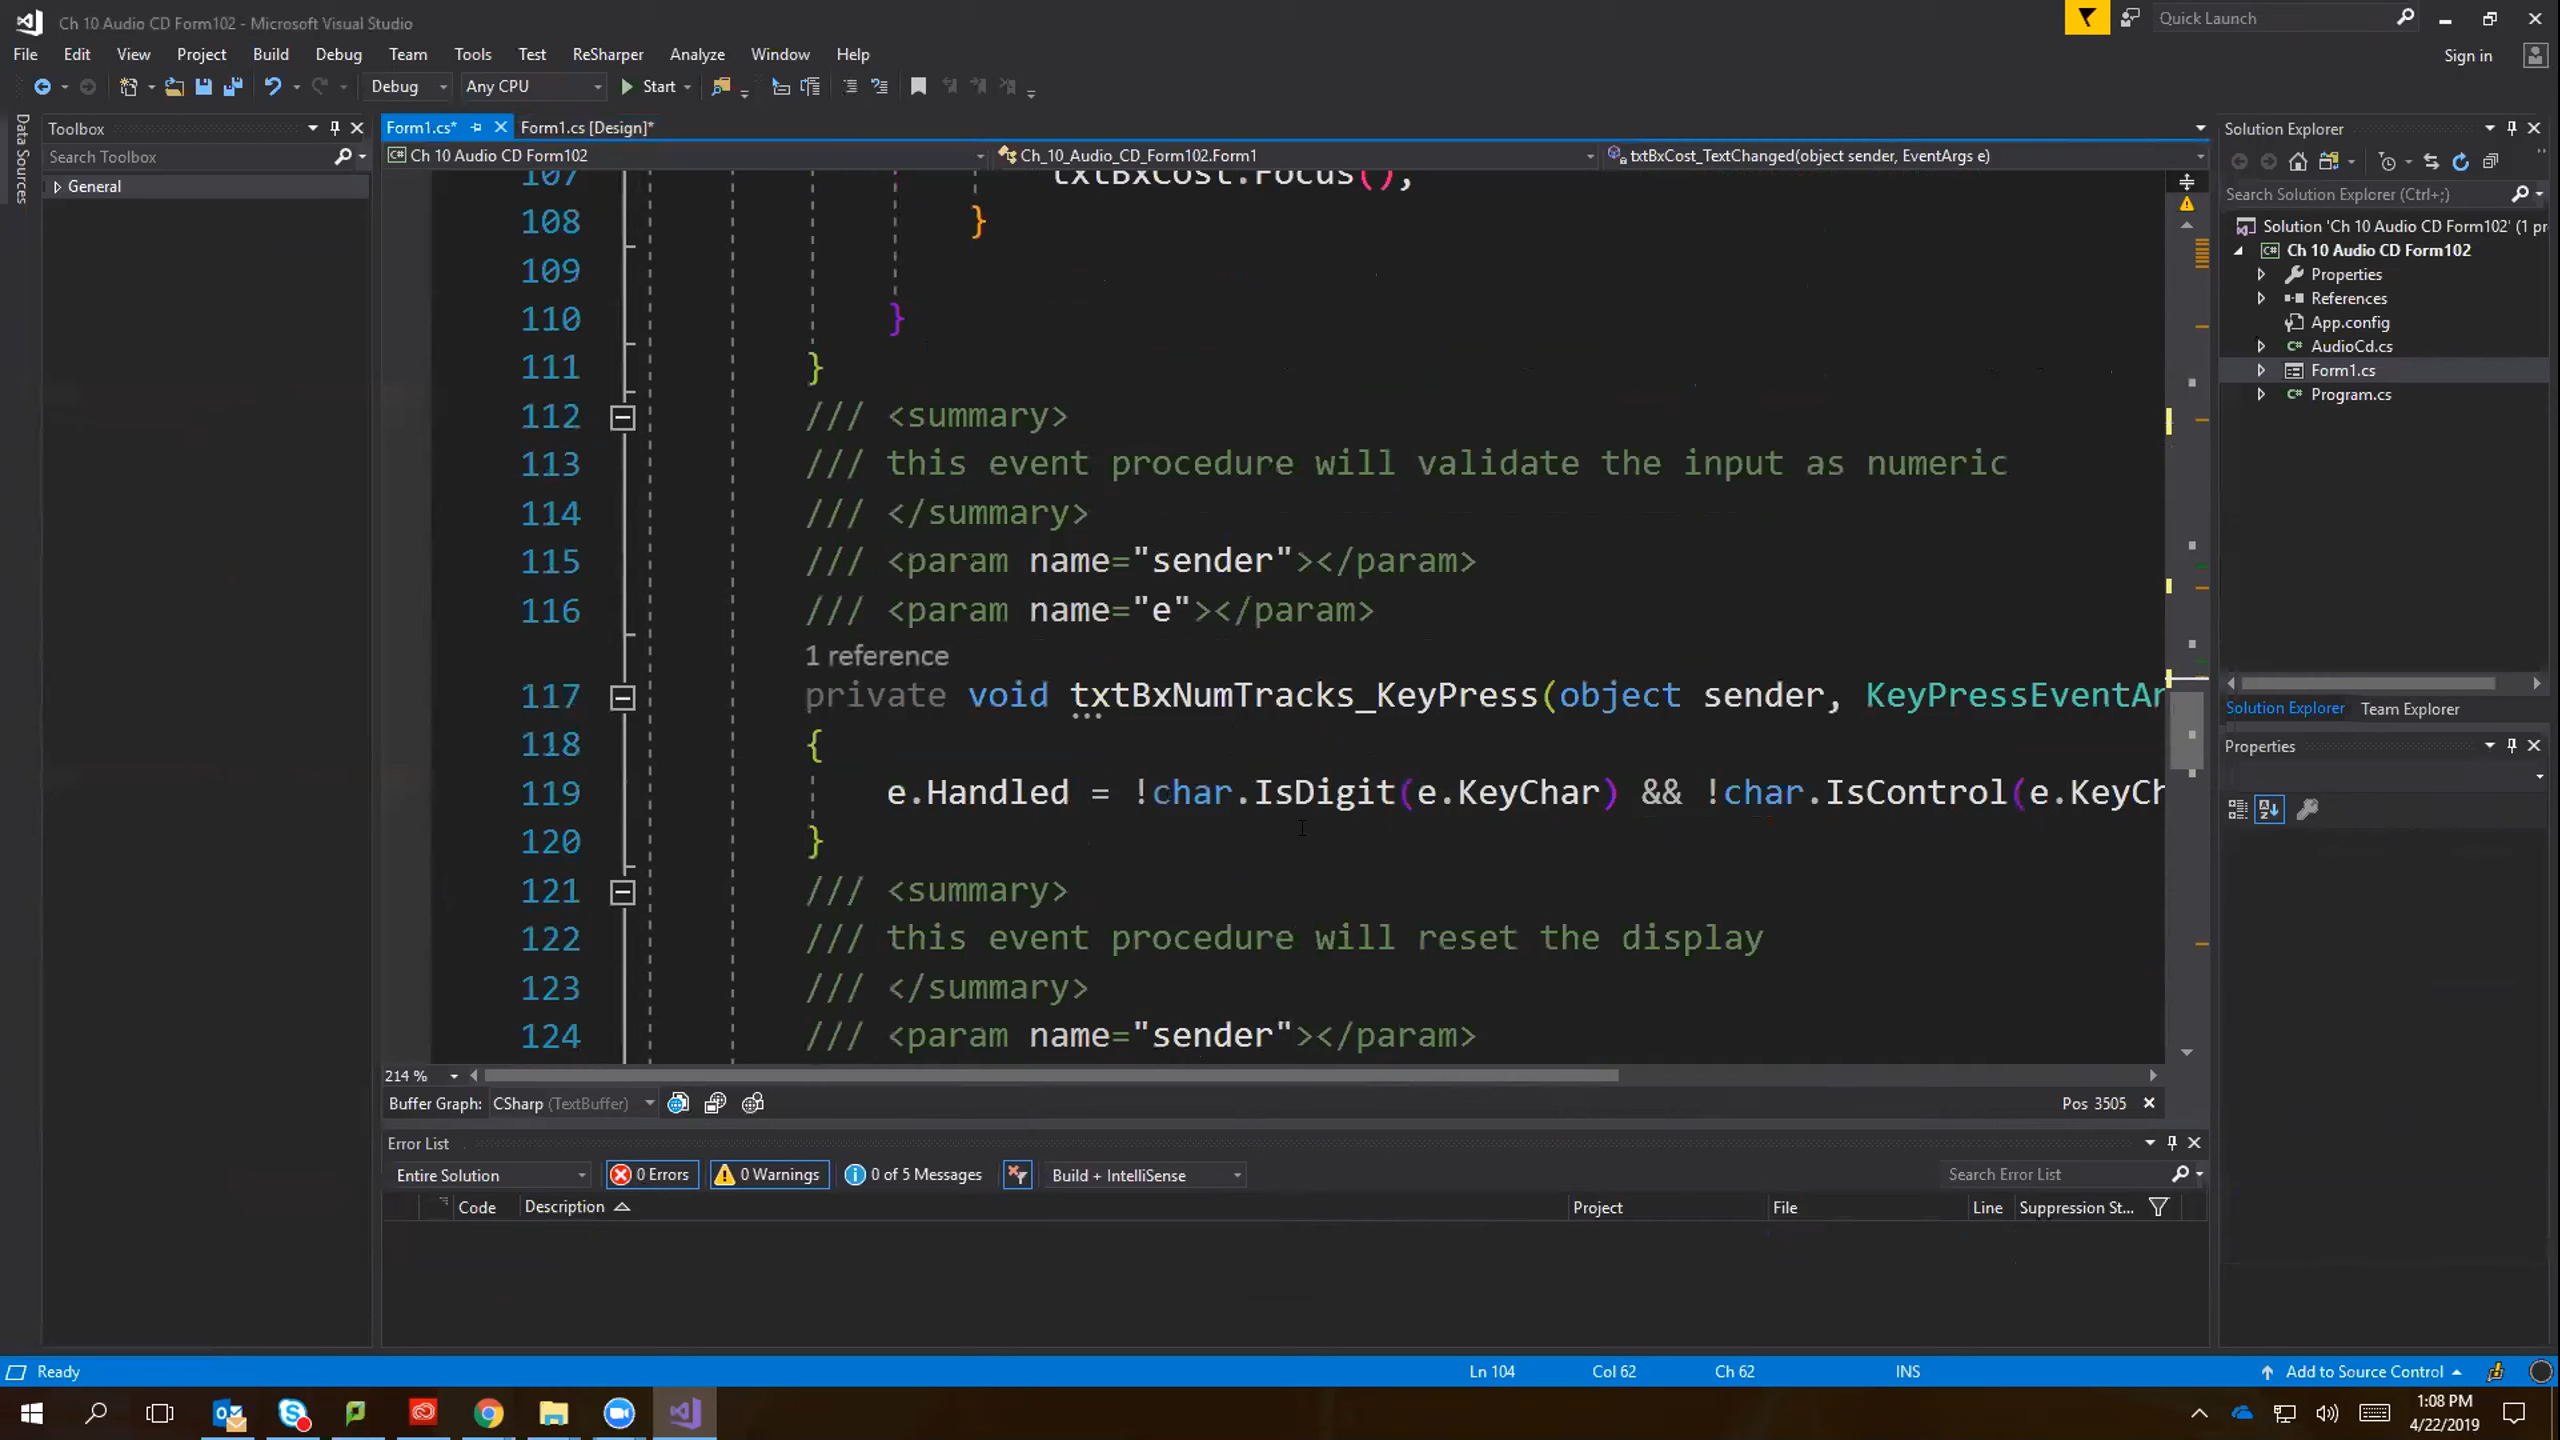 Ch 10 Audio CD Form102 - Microsoft Visual Studio
Quick Launch
File Edit View Project Build Debug Team Tools Test ReSharper Analyze Window Help
Sign in
Debug Any CPU Start
Data Sources
Toolbox
Search Toolbox
General
Form1.cs* Form1.cs [Design]*
Ch 10 Audio CD Form102 Ch_10_Audio_CD_Form102.Form1 txtBxCost_TextChanged(object sender, EventArgs e)
107 txtBxCost.Focus();
108 }
109
110 }
111 }
112 /// <summary>
113 /// this event procedure will validate the input as numeric
114 /// </summary>
115 /// <param name="sender"></param>
116 /// <param name="e"></param>
1 reference
117 private void txtBxNumTracks_KeyPress(object sender, KeyPressEventAr
118 {
119 e.Handled = !char.IsDigit(e.KeyChar) && !char.IsControl(e.KeyCh
120 }
121 /// <summary>
122 /// this event procedure will reset the display
123 /// </summary>
124 /// <param name="sender"></param>
214 %
Buffer Graph: CSharp (TextBuffer) Pos 3505
Error List
Entire Solution 0 Errors 0 Warnings 0 of 5 Messages Build + IntelliSense Search Error List
Code Description Project File Line Suppression St...
Solution Explorer
Search Solution Explorer (Ctrl+;)
Solution 'Ch 10 Audio CD Form102' (1 pr
Ch 10 Audio CD Form102
Properties
References
App.config
AudioCd.cs
Form1.cs
Program.cs
Solution Explorer Team Explorer
Properties
Ready Ln 104 Col 62 Ch 62 INS Add to Source Control
1:08 PM
4/22/2019